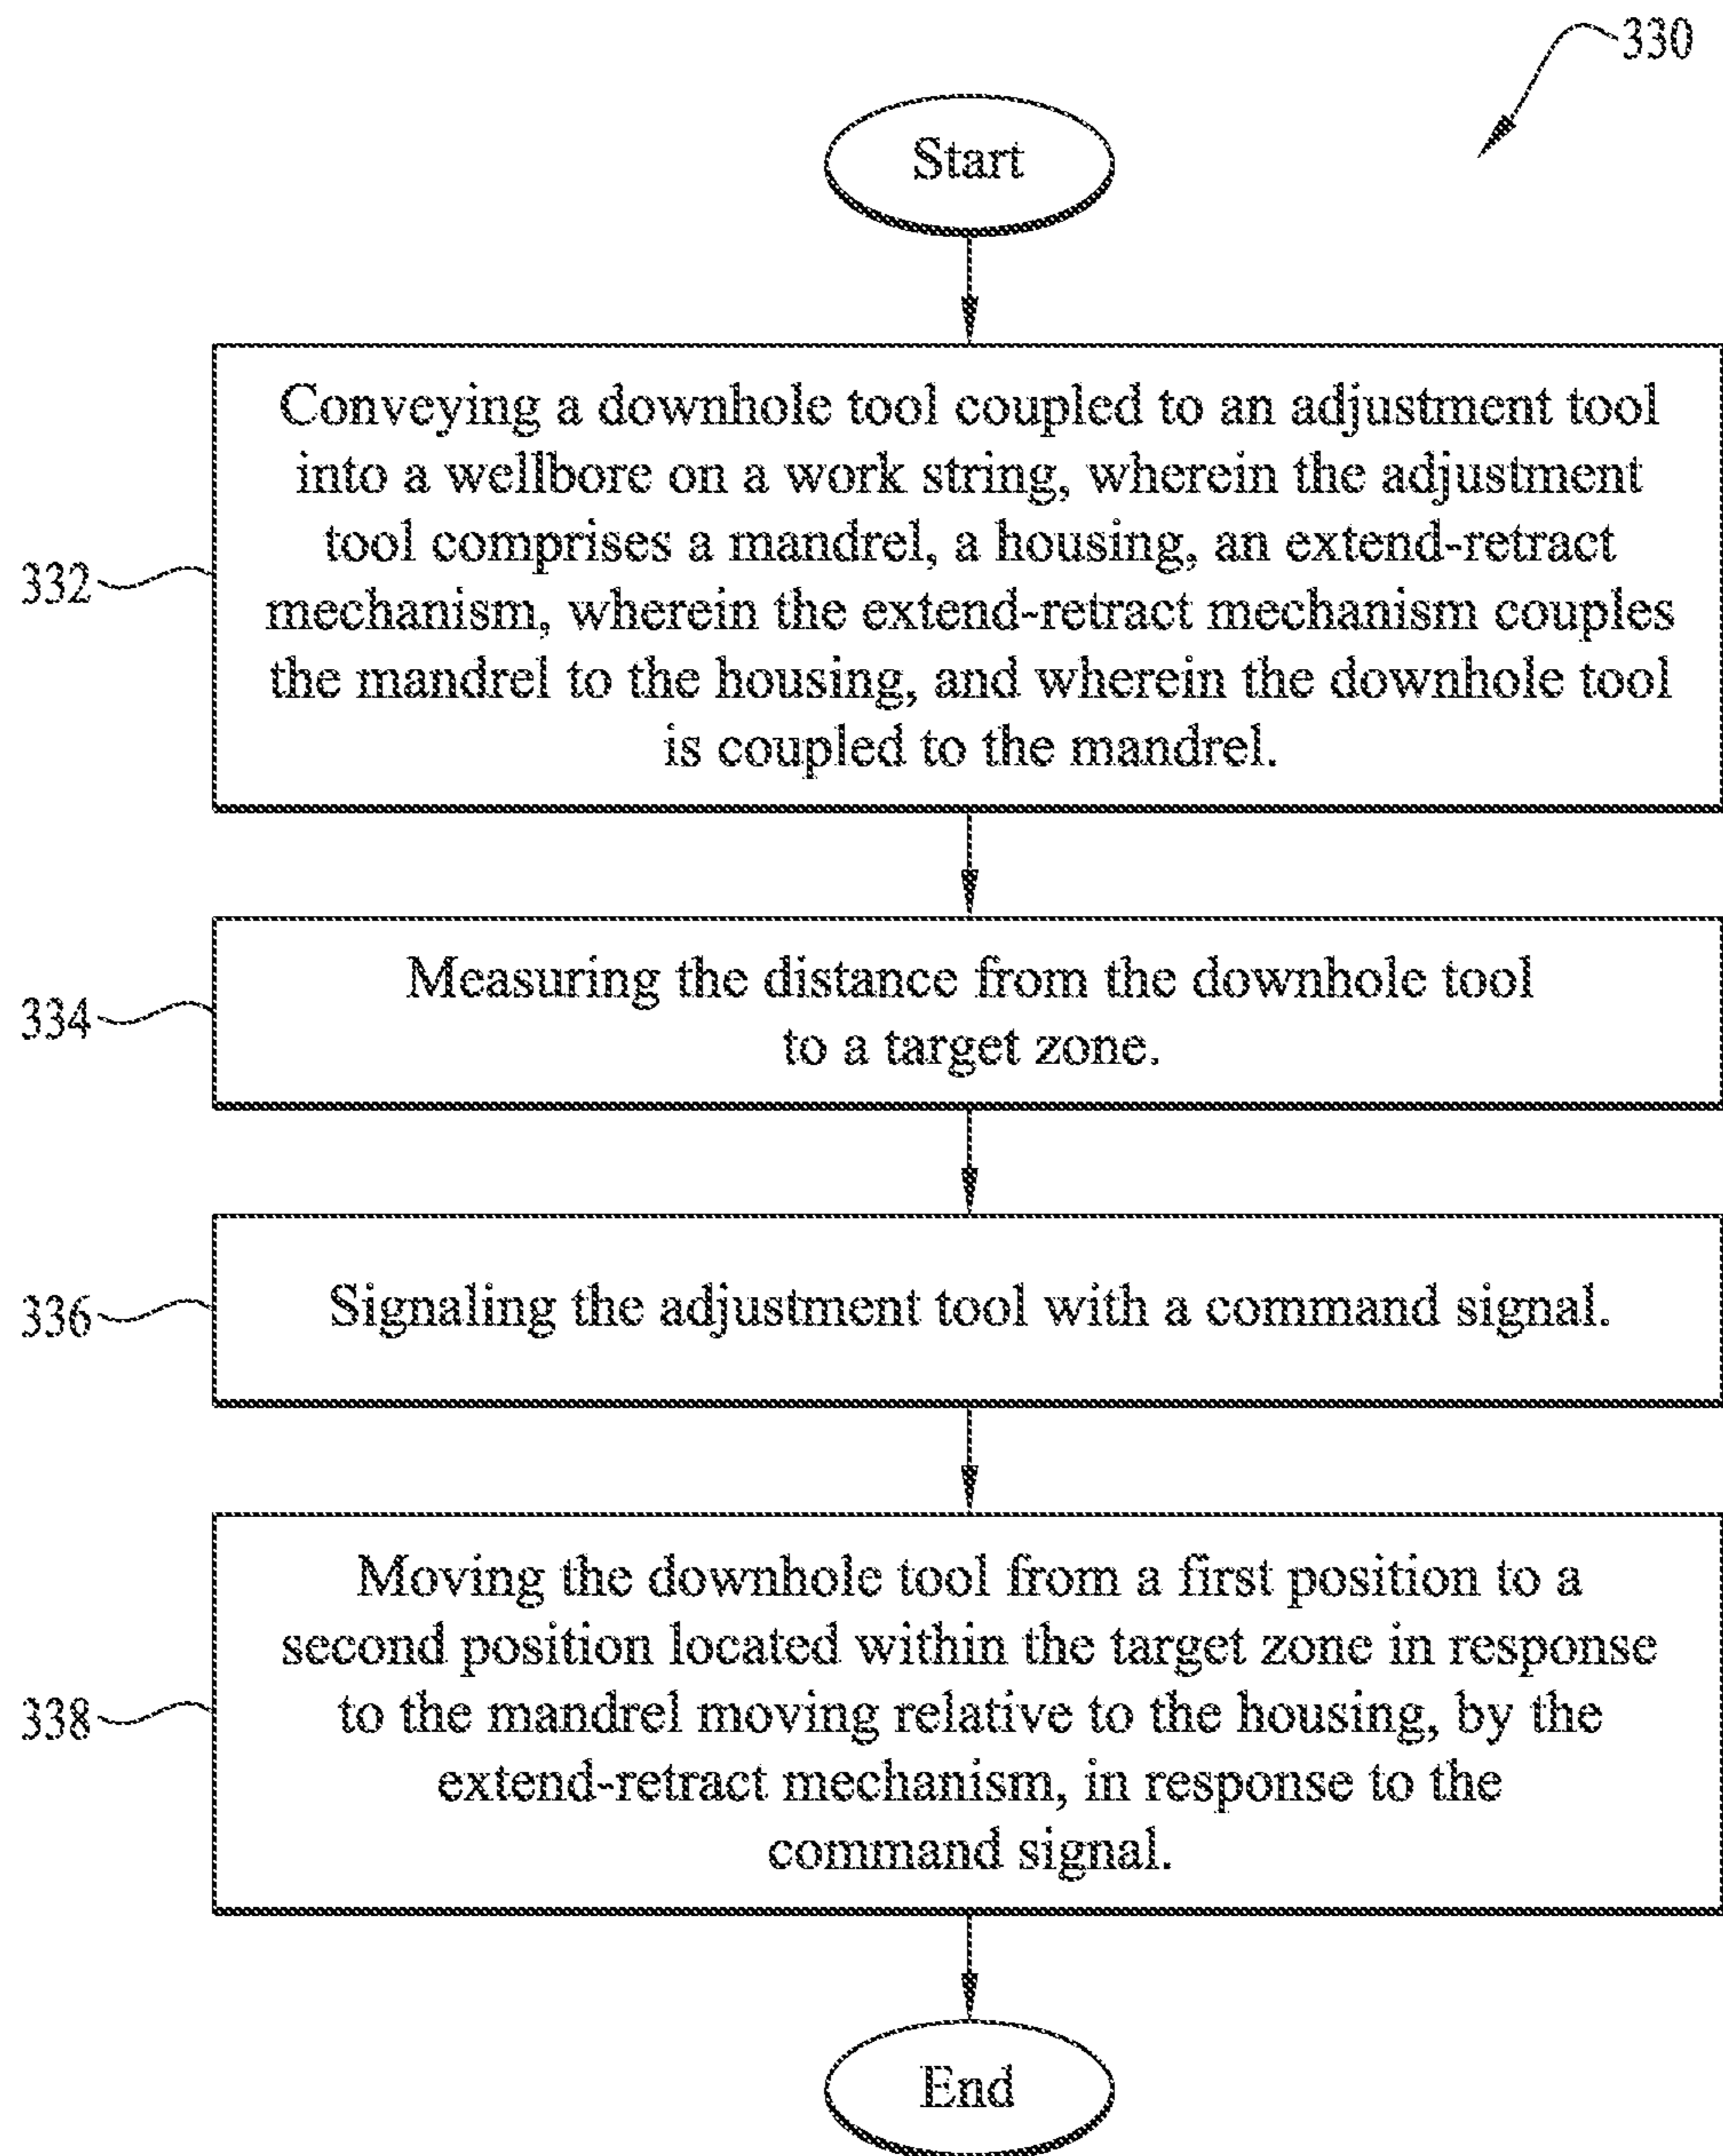 330
Start
Conveying a downhole tool coupled to an adjustment tool
into a wellbore on a work string, wherein the adjustment
tool comprises a mandrel, a housing, an extend-retract
mechanism, wherein the extend-retract mechanism couples
the mandrel to the housing, and wherein the downhole tool
is coupled to the mandrel.
332
Measuring the distance from the downhole tool
to a target zone.
334
Signaling the adjustment tool with a command signal.
336
Moving the downhole tool from a first position to a
second position located within the target zone in response
to the mandrel moving relative to the housing, by the
extend-retract mechanism, in response to the
command signal.
338
End